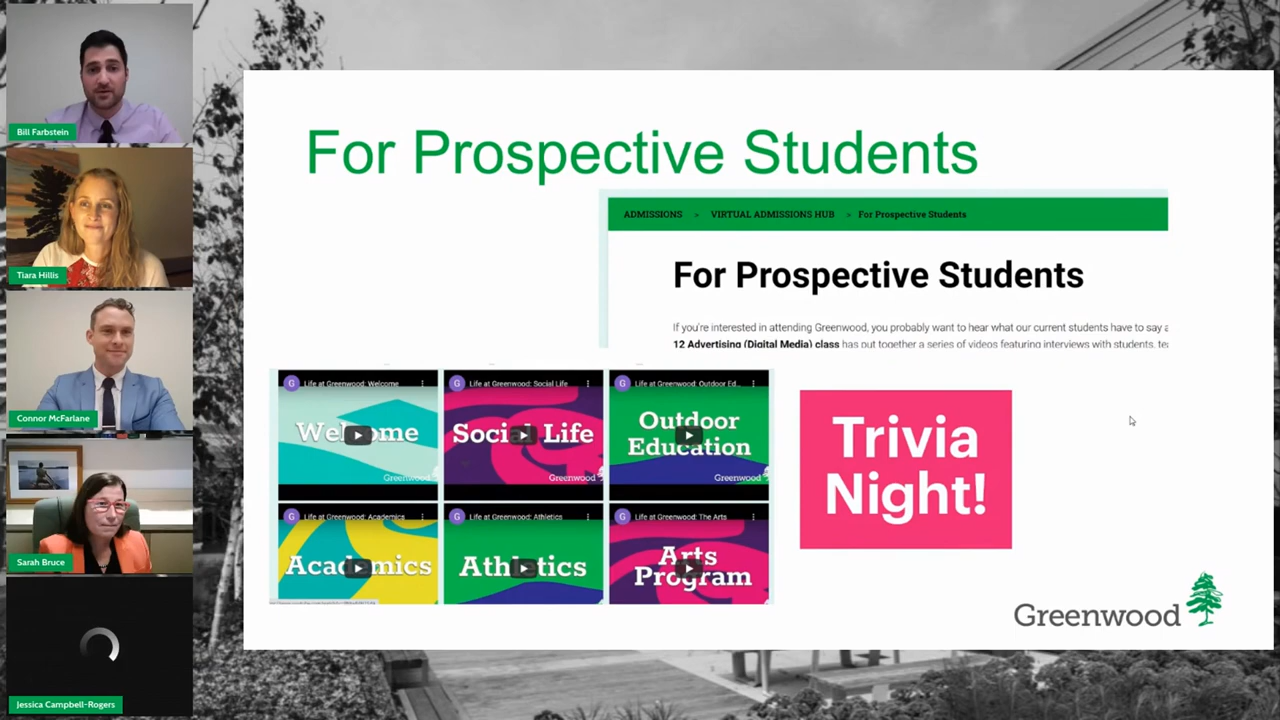 Bill Farbstein
Tiara Hillis
Connor McFarlane
Sarah Bruce
Jessica Campbell-Rogers
For Prospective Students
ADMISSIONS > VIRTUAL ADMISSIONS HUB > For Prospective Students
For Prospective Students
If you're interested in attending Greenwood, you probably want to hear what our current students have to say a
12 Advertising (Digital Media) class has put together a series of videos featuring interviews with students, tea
G Life at Greenwood: Welcome
Welcome
Greenwood
G Life at Greenwood: Social Life
Social Life
Greenwood
G Life at Greenwood: Outdoor Ed...
Outdoor
Education
Greenwood
G Life at Greenwood: Academics
Academics
G Life at Greenwood: Athletics
Athletics
G Life at Greenwood: The Arts
Arts
Program
Trivia
Night!
Greenwood